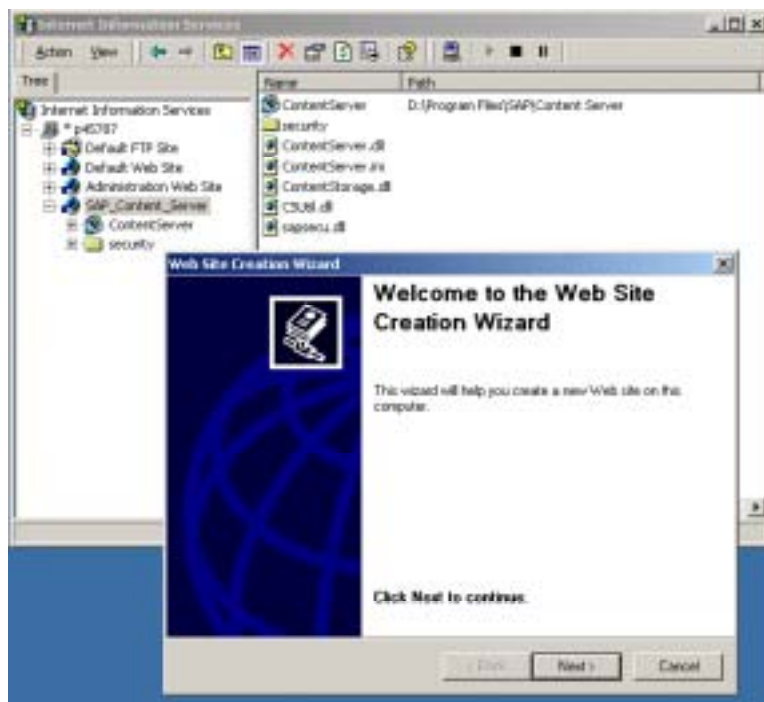 Internet Information Services
Action View
Tree
Name Path
Internet Information Services
* p45707
Default FTP Site
Default Web Site
Administration Web Site
SAP_Content_Server
ContentServer
security
ContentServer D:\Program Files\SAP\Content Server
security
ContentServer.dll
ContentServer.ini
ContentStorage.dll
sapsecu.dll
Web Site Creation Wizard
Welcome to the Web Site
Creation Wizard
This wizard will help you create a new Web site on this
computer.
Click Next to continue.
< Back Next > Cancel